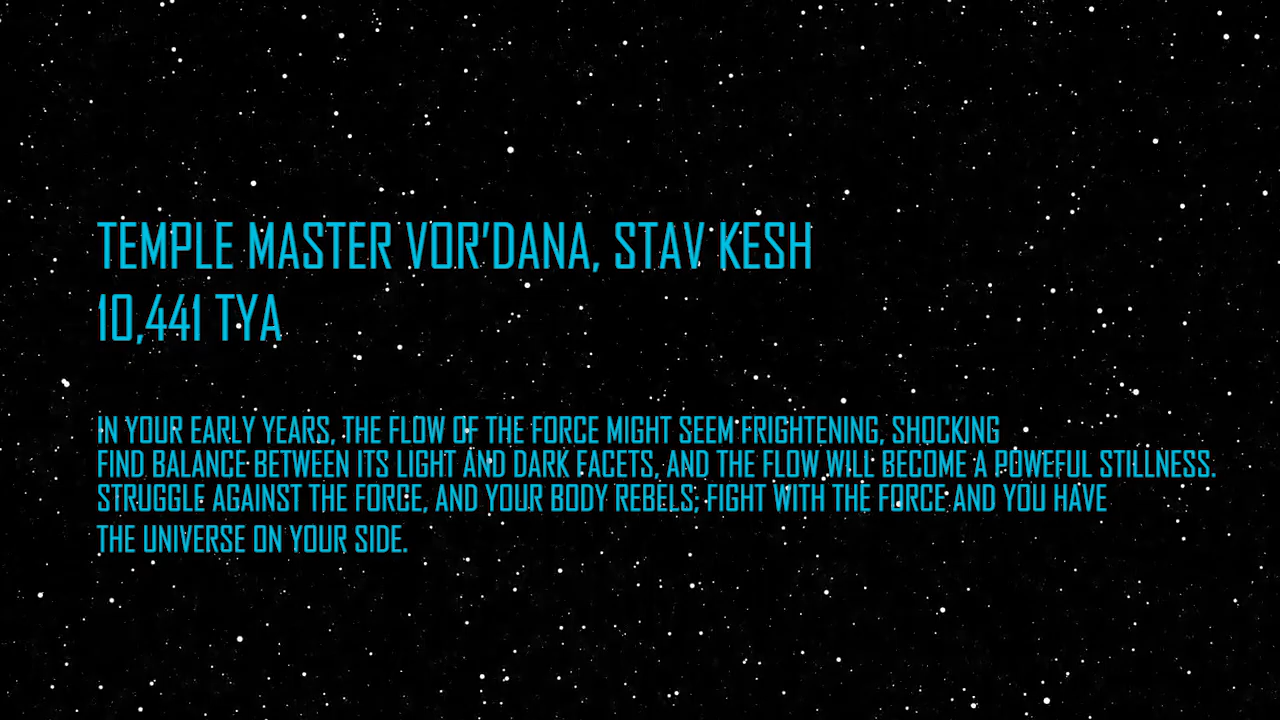 TEMPLE MASTER VOR'DANA, STAV KESH
10,441 TYA
IN YOUR EARLY YEARS, THE FLOW OF THE FORCE MIGHT SEEM FRIGHTENING, SHOCKING
FIND BALANCE BETWEEN ITS LIGHT AND DARK FACETS, AND THE FLOW WILL BECOME A POWEFUL STILLNESS.
STRUGGLE AGAINST THE FORCE, AND YOUR BODY REBELS; FIGHT WITH THE FORCE AND YOU HAVE
THE UNIVERSE ON YOUR SIDE.